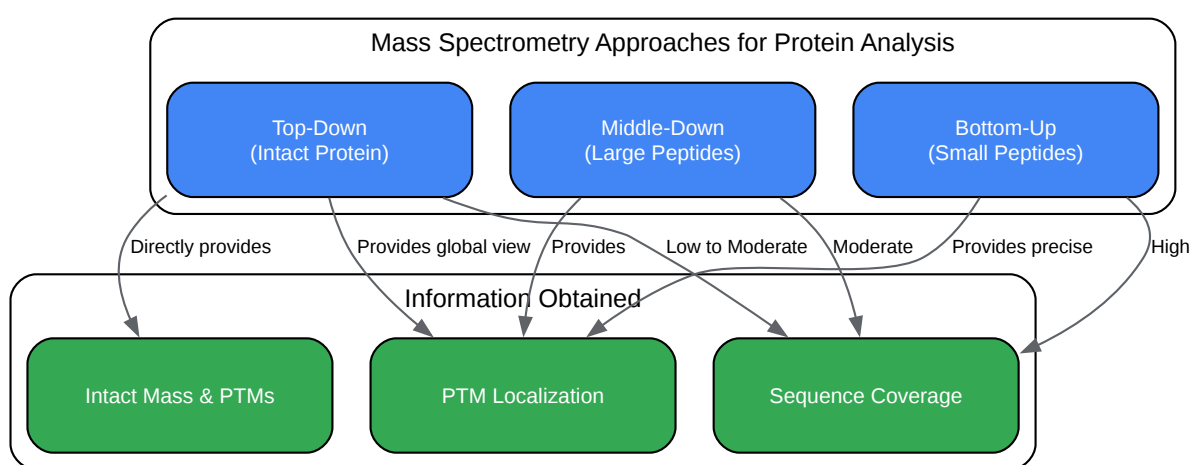 Mass Spectrometry Approaches for Protein Analysis
Top-Down
(Intact Protein)
Middle-Down
(Large Peptides)
Bottom-Up
(Small Peptides)
Directly provides
Provides global view
Provides
Low to Moderate
Moderate
Provides precise
High
Information Obtained
Intact Mass & PTMs
PTM Localization
Sequence Coverage